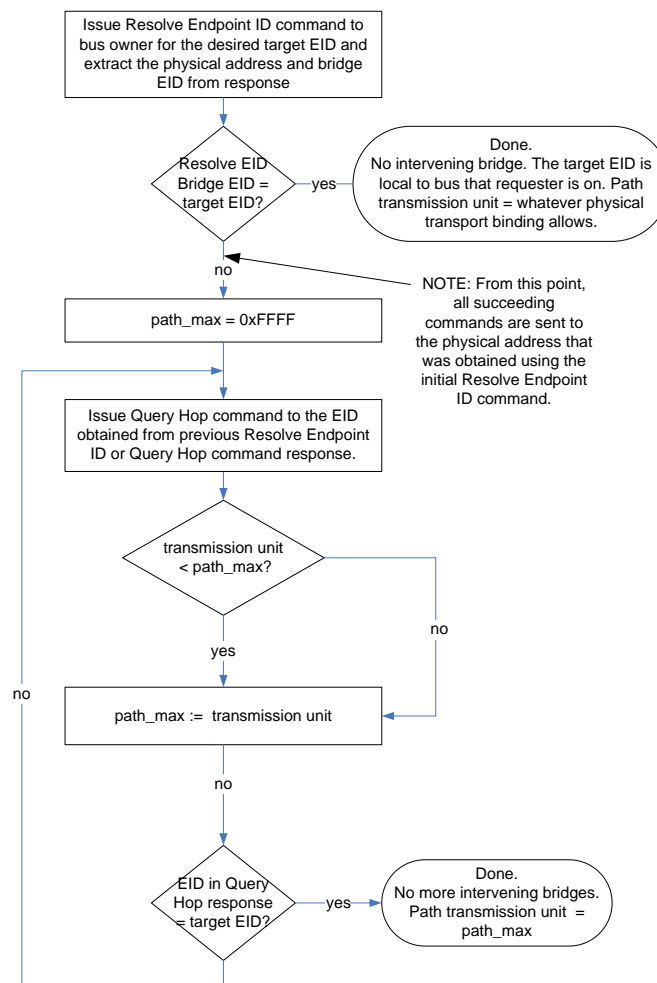 Issue Resolve Endpoint ID command to
bus owner for the desired target EID and
extract the physical address and bridge
EID from response
Resolve EID
Bridge EID =
target EID?
yes
Done.
No intervening bridge. The target EID is
local to bus that requester is on. Path
transmission unit = whatever physical
transport binding allows.
no
NOTE: From this point,
all succeeding
commands are sent to
the physical address that
was obtained using the
initial Resolve Endpoint
ID command.
path_max = 0xFFFF
Issue Query Hop command to the EID
obtained from previous Resolve Endpoint
ID or Query Hop command response.
transmission unit
< path_max?
no
yes
no
path_max := transmission unit
no
EID in Query
Hop response
= target EID?
yes
Done.
No more intervening bridges.
Path transmission unit =
path_max